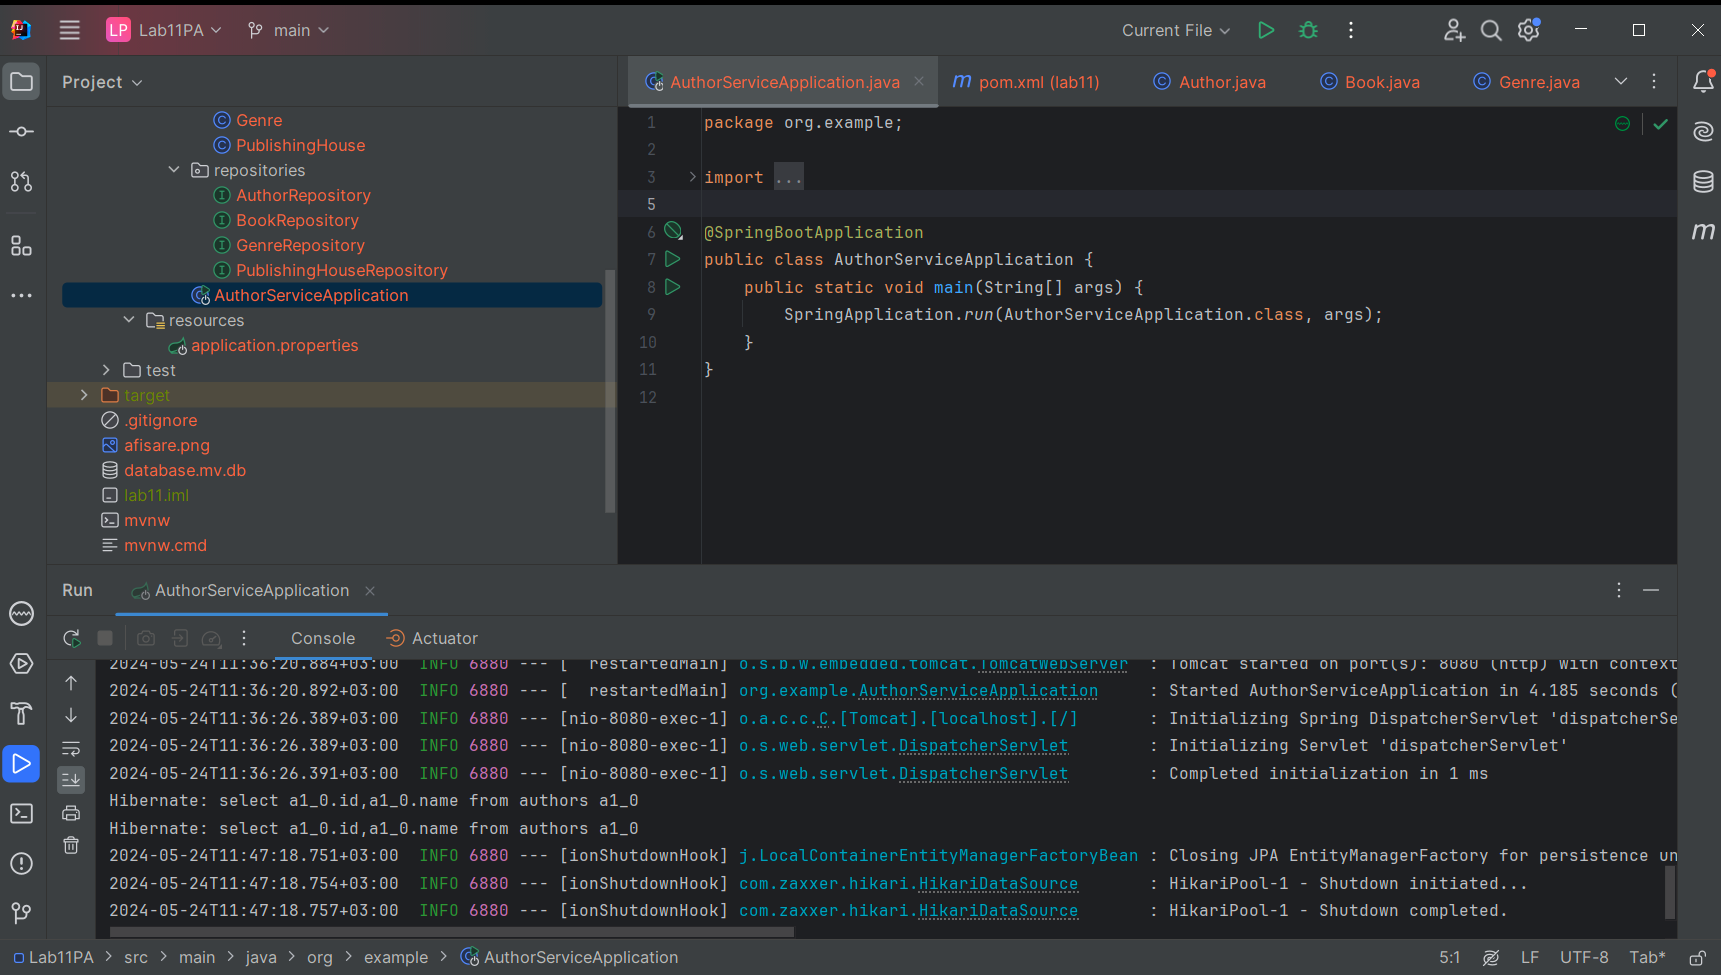 LP Lab11PA main Current File
Project
AuthorServiceApplication.java pom.xml (lab11) Author.java Book.java Genre.java
Genre
PublishingHouse
repositories
AuthorRepository
BookRepository
GenreRepository
PublishingHouseRepository
AuthorServiceApplication
resources
application.properties
test
target
.gitignore
afisare.png
database.mv.db
lab11.iml
mvnw
mvnw.cmd
1 package org.example;
2
3 import ...
5
6 @SpringBootApplication
7 public class AuthorServiceApplication {
8 public static void main(String[] args) {
9 SpringApplication.run(AuthorServiceApplication.class, args);
10 }
11 }
12
Run AuthorServiceApplication
Console Actuator
2024-05-24T11:36:20.884+03:00 INFO 6880 --- [ restartedMain] o.s.b.w.embedded.tomcat.TomcatWebServer : Tomcat started on port(s): 8080 (http) with context
2024-05-24T11:36:20.892+03:00 INFO 6880 --- [ restartedMain] org.example.AuthorServiceApplication : Started AuthorServiceApplication in 4.185 seconds (
2024-05-24T11:36:26.389+03:00 INFO 6880 --- [nio-8080-exec-1] o.a.c.c.C.[Tomcat].[localhost].[/] : Initializing Spring DispatcherServlet 'dispatcherSe
2024-05-24T11:36:26.389+03:00 INFO 6880 --- [nio-8080-exec-1] o.s.web.servlet.DispatcherServlet : Initializing Servlet 'dispatcherServlet'
2024-05-24T11:36:26.391+03:00 INFO 6880 --- [nio-8080-exec-1] o.s.web.servlet.DispatcherServlet : Completed initialization in 1 ms
Hibernate: select a1_0.id,a1_0.name from authors a1_0
Hibernate: select a1_0.id,a1_0.name from authors a1_0
2024-05-24T11:47:18.751+03:00 INFO 6880 --- [ionShutdownHook] j.LocalContainerEntityManagerFactoryBean : Closing JPA EntityManagerFactory for persistence un
2024-05-24T11:47:18.754+03:00 INFO 6880 --- [ionShutdownHook] com.zaxxer.hikari.HikariDataSource : HikariPool-1 - Shutdown initiated...
2024-05-24T11:47:18.757+03:00 INFO 6880 --- [ionShutdownHook] com.zaxxer.hikari.HikariDataSource : HikariPool-1 - Shutdown completed.
Lab11PA > src > main > java > org > example > AuthorServiceApplication 5:1 LF UTF-8 Tab*